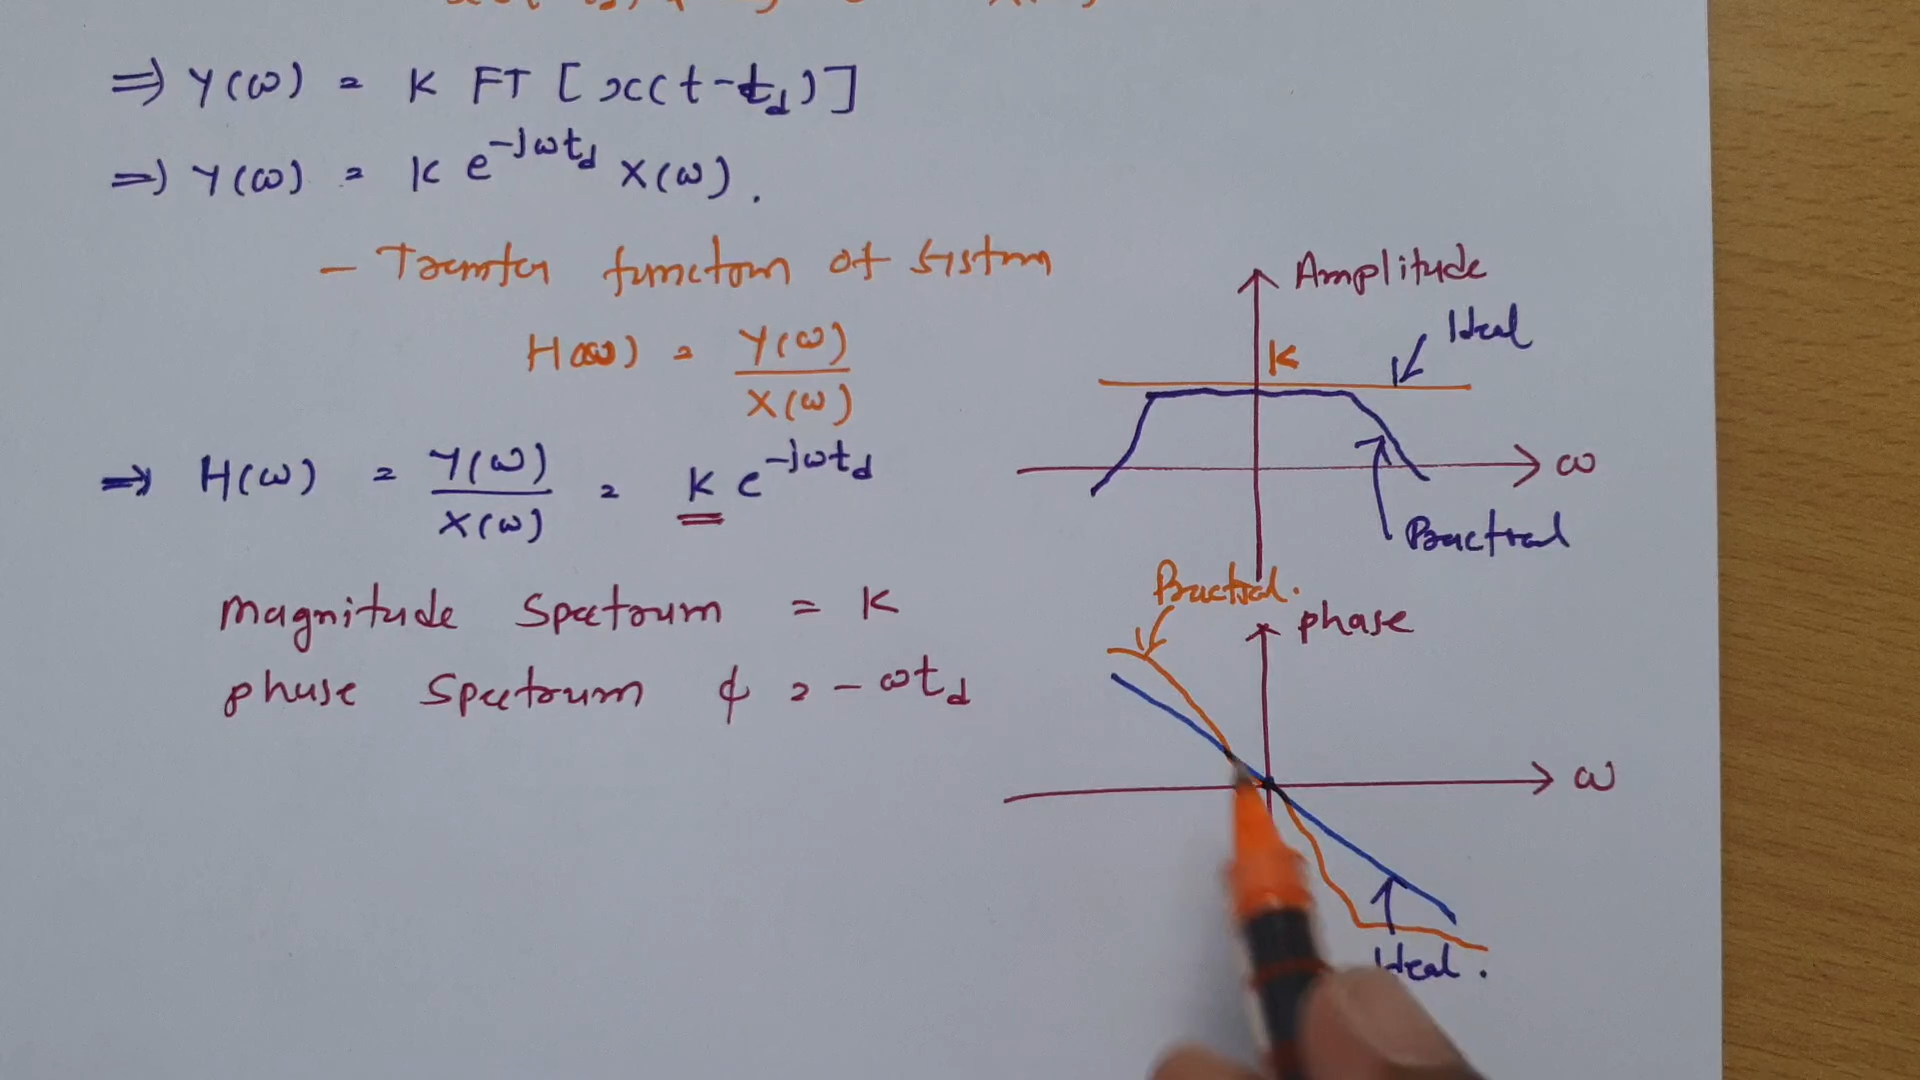 ⇒ Y(ω) = K FT [x(t-td)]
⇒ Y(ω) = K e^-jωtd X(ω).
- Transfer function of system
H(ω) = Y(ω)/X(ω)
⇒ H(ω) = Y(ω)/X(ω) = K e^-jωtd
Magnitude Spectrum = K
phase Spectrum ϕ = -ωtd
Amplitude
Ideal
K
ω
Practical
Practical.
phase
ω
Ideal.